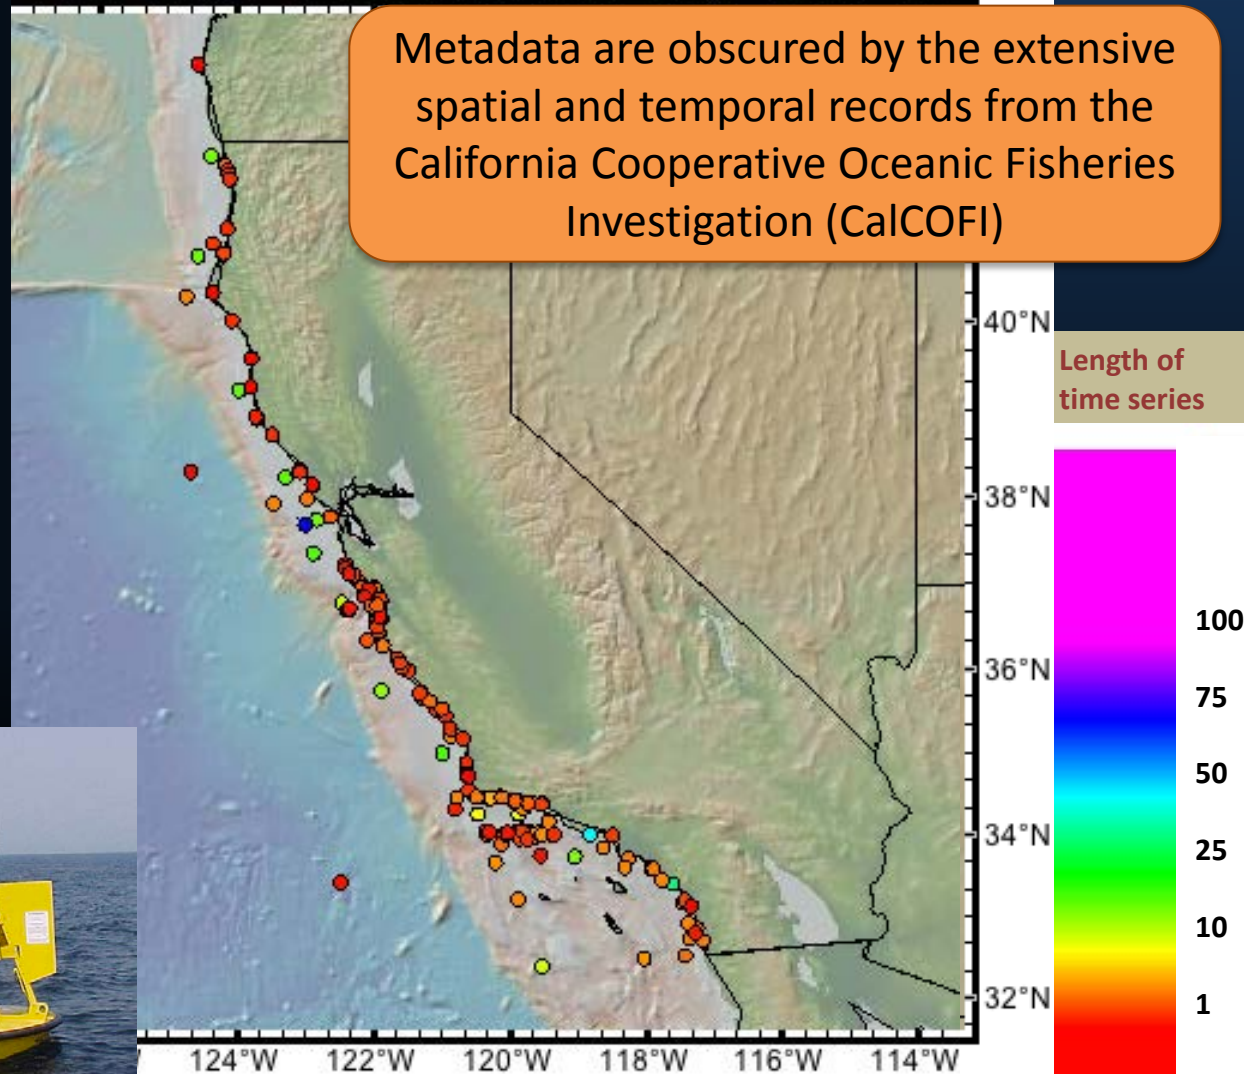 Metadata are obscured by the extensive
spatial and temporal records from the
California Cooperative Oceanic Fisheries
Investigation (CalCOFI)
40°N
Length of
time series
38°N
100
36°N
75
50
34°N
25
10
32°N
1
124°W 122°W 120°W 118°W 116°W 114°W